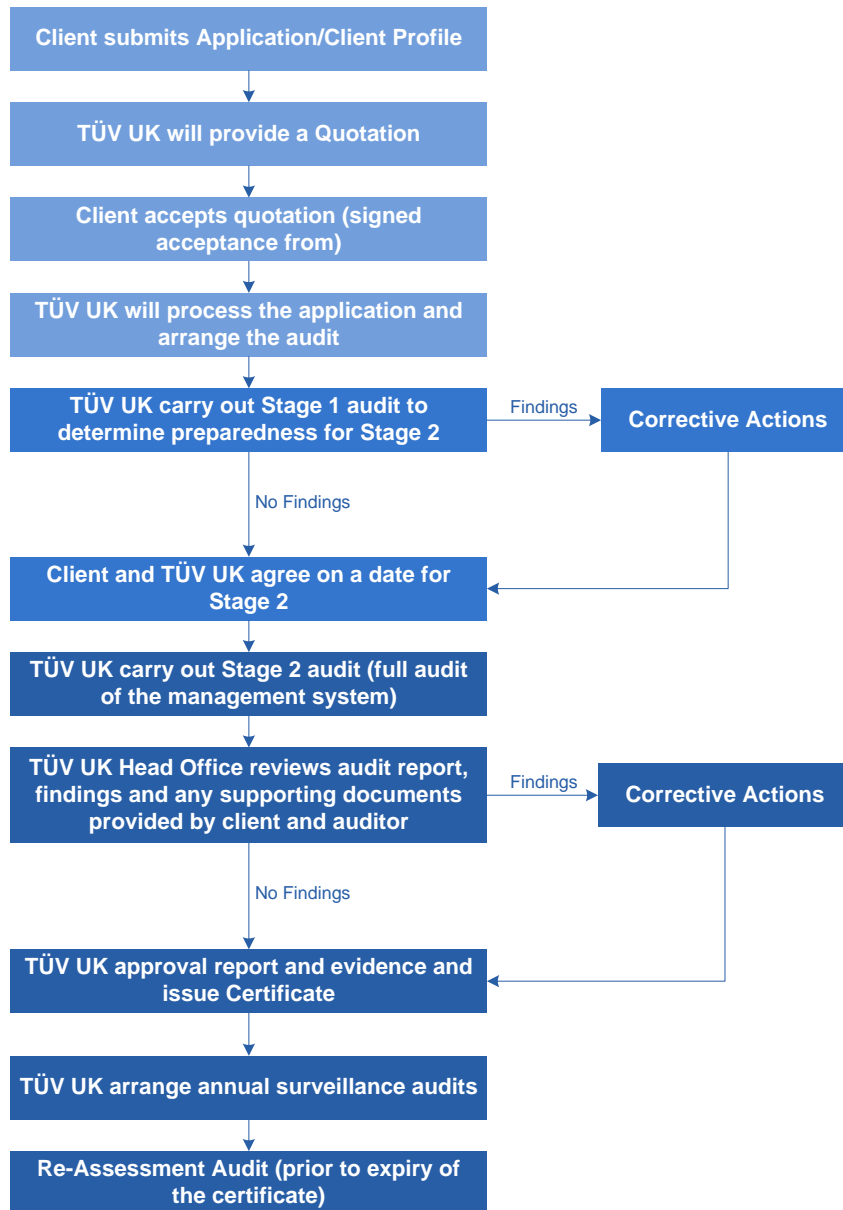 Client submits Application/Client Profile
TÜV UK will provide a Quotation
Client accepts quotation (signed
acceptance from)
TÜV UK will process the application and
arrange the audit
TÜV UK carry out Stage 1 audit to
determine preparedness for Stage 2
Findings
Corrective Actions
No Findings
Client and TÜV UK agree on a date for
Stage 2
TÜV UK carry out Stage 2 audit (full audit
of the management system)
TÜV UK Head Office reviews audit report,
findings and any supporting documents
provided by client and auditor
Findings
Corrective Actions
No Findings
TÜV UK approval report and evidence and
issue Certificate
TÜV UK arrange annual surveillance audits
Re-Assessment Audit (prior to expiry of
the certificate)